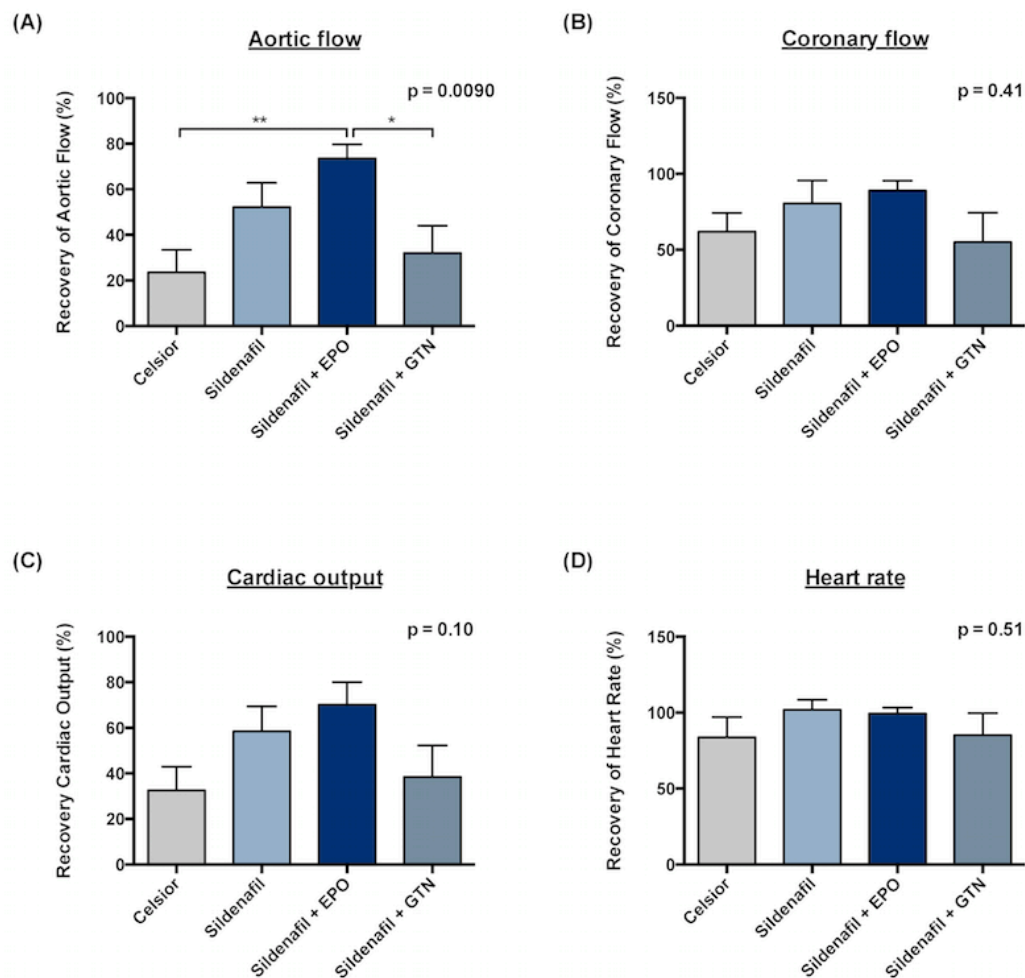 (A)
Aortic flow
p = 0.0090
Recovery of Aortic Flow (%)
100
80
60
40
20
0
**
*
Celsior
Sildenafil
Sildenafil + EPO
Sildenafil + GTN
(B)
Coronary flow
p = 0.41
Recovery of Coronary Flow (%)
150
100
50
0
Celsior
Sildenafil
Sildenafil + EPO
Sildenafil + GTN
(C)
Cardiac output
p = 0.10
Recovery Cardiac Output (%)
100
80
60
40
20
0
Celsior
Sildenafil
Sildenafil + EPO
Sildenafil + GTN
(D)
Heart rate
p = 0.51
Recovery of Heart Rate (%)
150
100
50
0
Celsior
Sildenafil
Sildenafil + EPO
Sildenafil + GTN